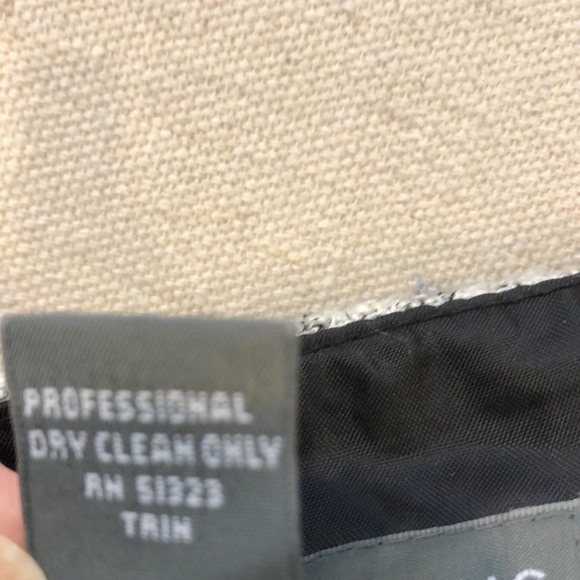 PROFESSIONAL
DRY CLEAN ONLY
RN 51323
TRIM